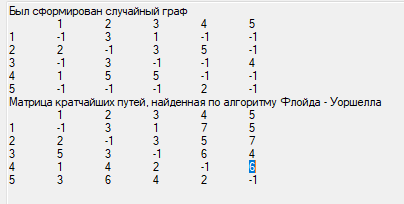 Был сформирован случайный граф
1 2 3 4 5
1 -1 3 1 -1 -1
2 2 -1 3 5 -1
3 -1 3 -1 -1 4
4 1 5 5 -1 -1
5 -1 -1 -1 2 -1
Матрица кратчайших путей, найденная по алгоритму Флойда - Уоршелла
1 2 3 4 5
1 -1 3 1 7 5
2 2 -1 3 5 7
3 5 3 -1 6 4
4 1 4 2 -1 6
5 3 6 4 2 -1